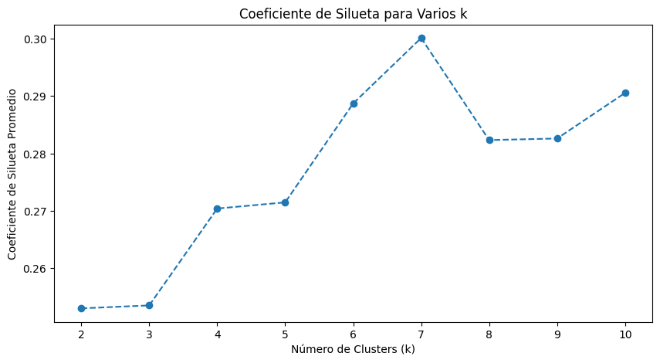 Coeficiente de Silueta para Varios k
Coeficiente de Silueta Promedio
0.30
0.29
0.28
0.27
0.26
2 3 4 5 6 7 8 9 10
Número de Clusters (k)